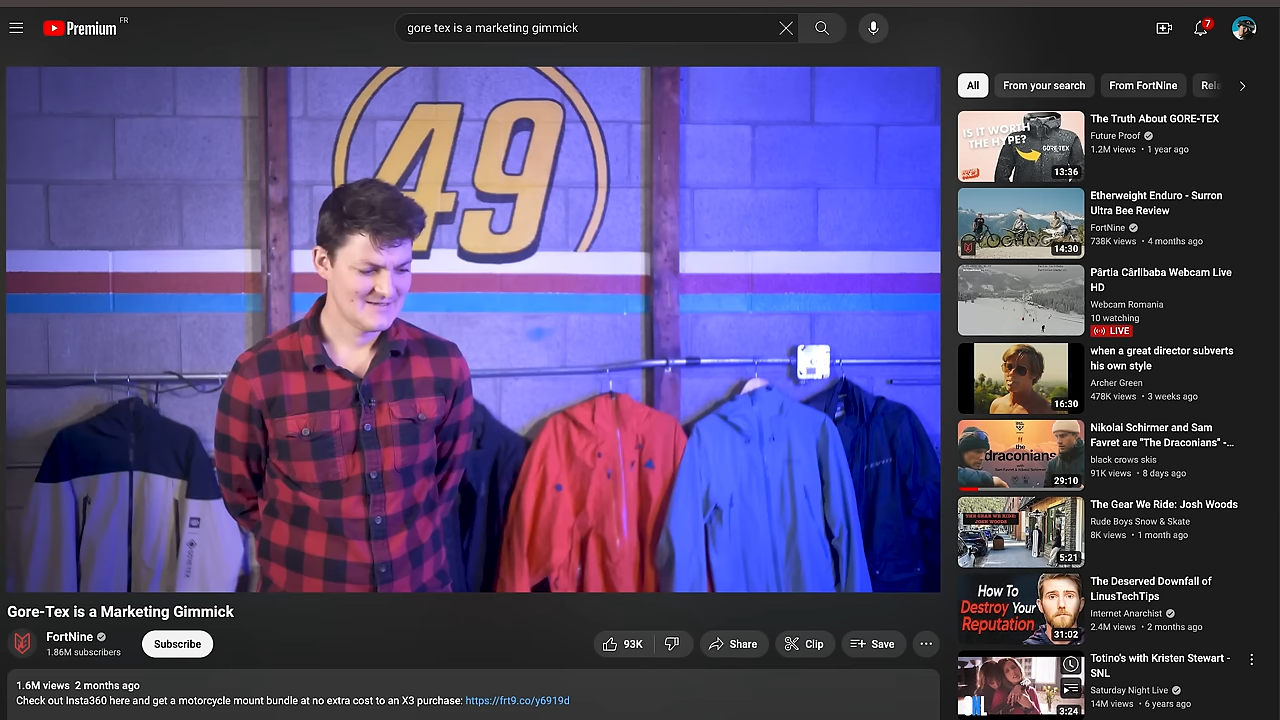 Premium
FR
gore tex is a marketing gimmick
7
49
Gore-Tex is a Marketing Gimmick
FortNine
1.86M subscribers
Subscribe
93K
Share
Clip
Save
1.6M views 2 months ago
Check out Insta360 here and get a motorcycle mount bundle at no extra cost to an X3 purchase: https://frt9.co/y6919d
All
From your search
From FortNine
IS IT WORTH
THE HYPE?
GORE-TEX
13:36
The Truth About GORE-TEX
Future Proof
1.2M views • 1 year ago
14:30
Etherweight Enduro - Surron
Ultra Bee Review
FortNine
738K views • 4 months ago
Pârtia Cârlibaba Webcam Live
HD
Webcam Romania
10 watching
LIVE
16:30
when a great director subverts
his own style
Archer Green
478K views • 3 weeks ago
the
draconians
29:10
Nikolai Schirmer and Sam
Favret are "The Draconians" -...
black crows skis
91K views • 8 days ago
THE GEAR WE RIDE:
JOSH WOODS
5:21
The Gear We Ride: Josh Woods
Rude Boys Snow & Skate
8K views • 1 month ago
How To
Destroy Your
Reputation
31:02
The Deserved Downfall of
LinusTechTips
Internet Anarchist
2.4M views • 2 months ago
3:24
Totino's with Kristen Stewart -
SNL
Saturday Night Live
14M views • 6 years ago